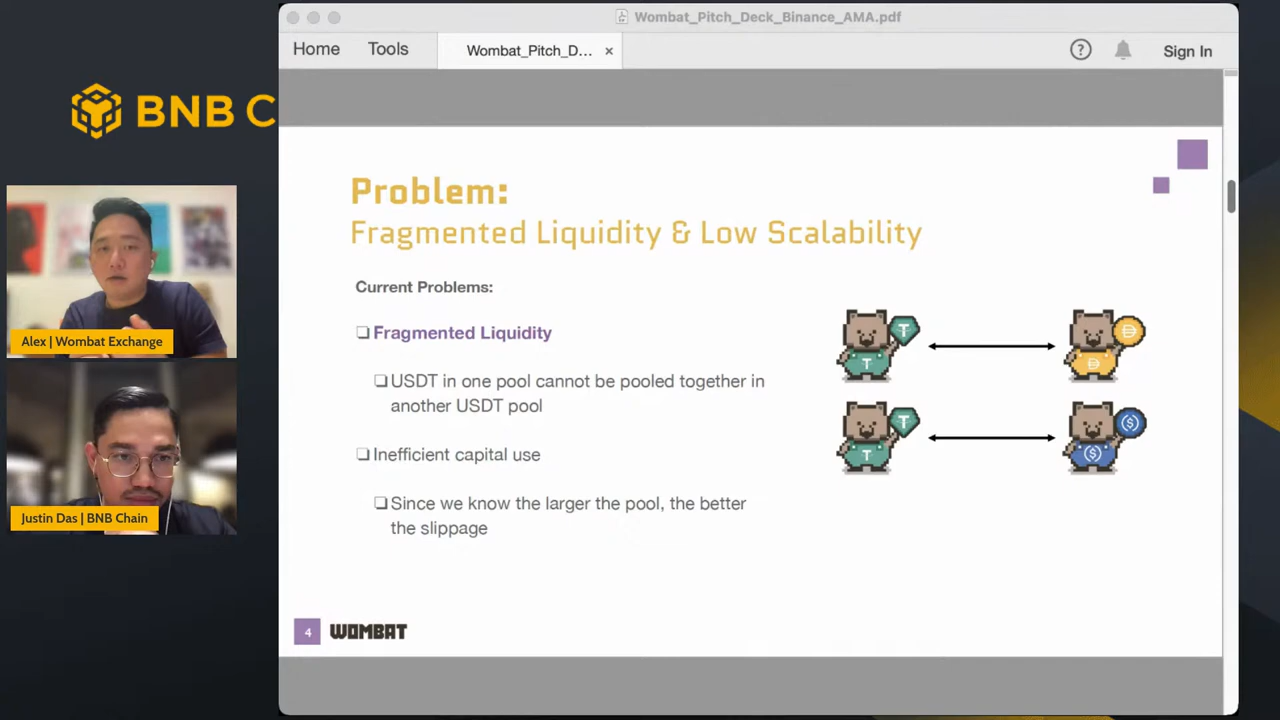 Wombat_Pitch_Deck_Binance_AMA.pdf
Home
Tools
Wombat_Pitch_D... ×
?
Sign In
BNB C
Problem:
Fragmented Liquidity & Low Scalability
Current Problems:
Fragmented Liquidity
USDT in one pool cannot be pooled together in
another USDT pool
Inefficient capital use
Since we know the larger the pool, the better
the slippage
Alex | Wombat Exchange
Justin Das | BNB Chain
4 WOMBAT